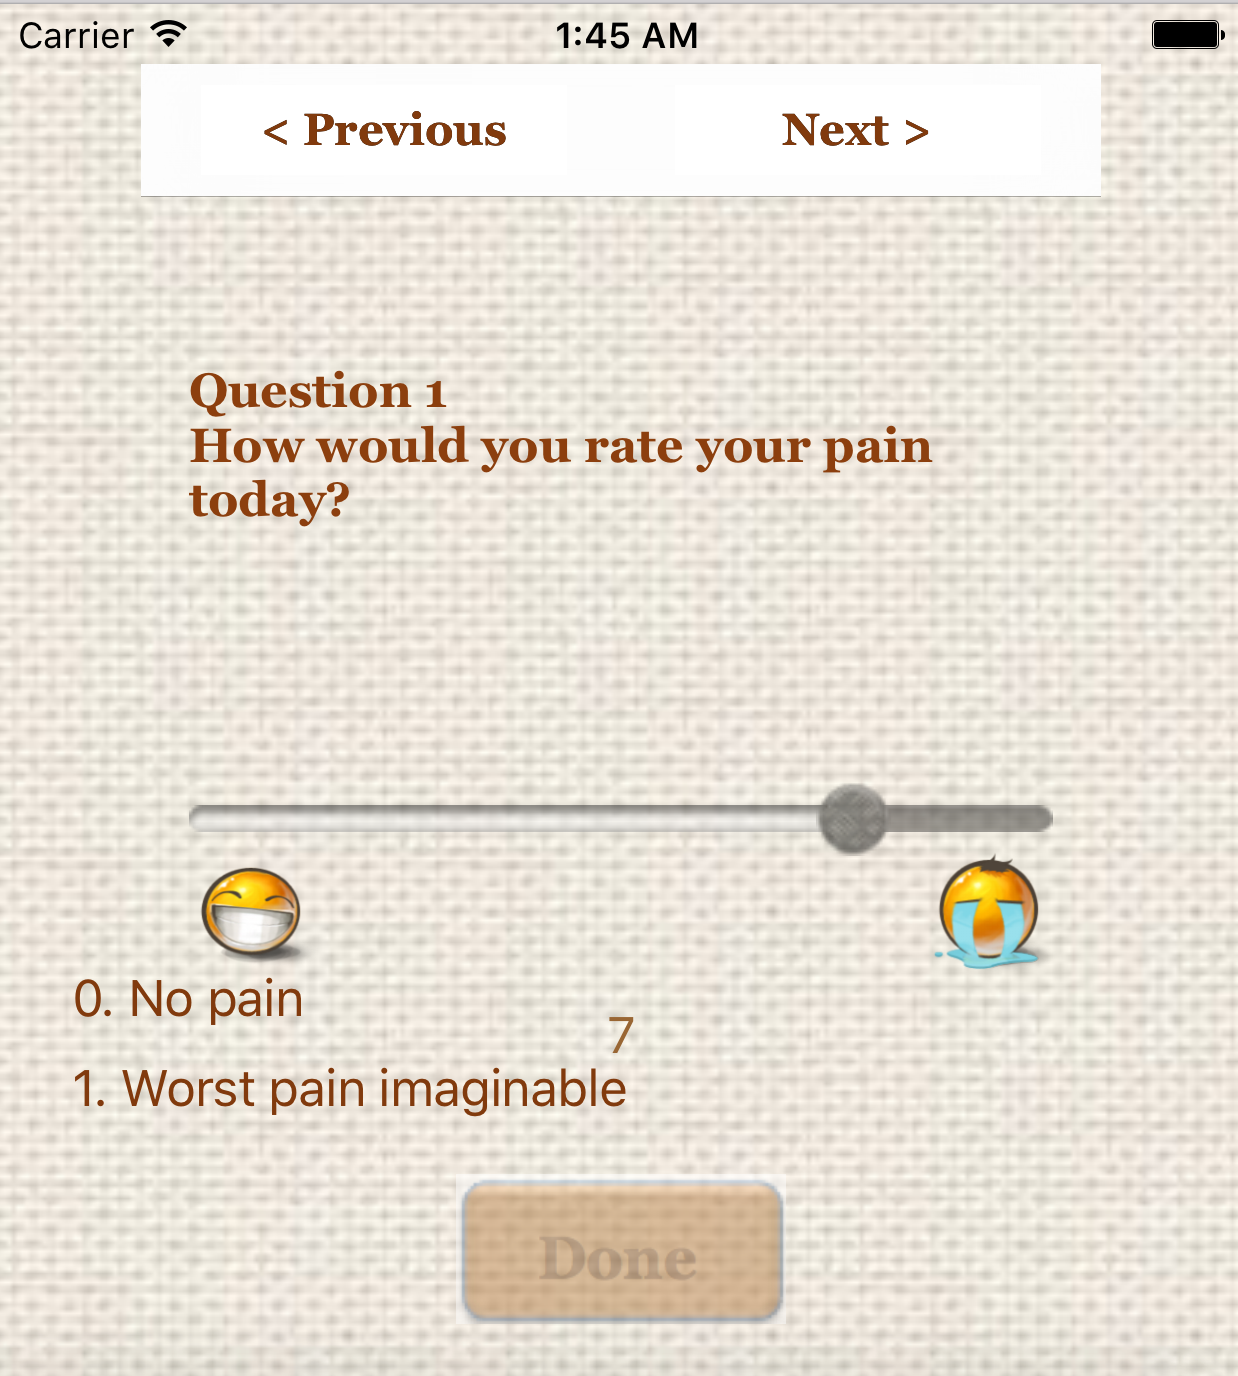 Carrier 1:45 AM
< Previous Next >
Question 1
How would you rate your pain
today?
0. No pain
7
1. Worst pain imaginable
Done